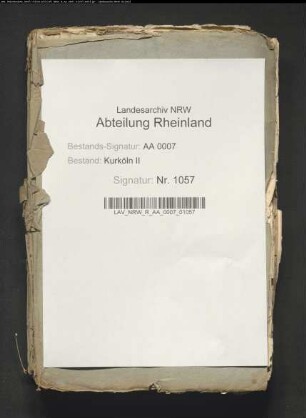 Landesarchiv NRW
Abteilung Rheinland
Bestands-Signatur: AA 0007
Bestand: Kurköln II
Signatur: Nr. 1057
LAV_NRW_R_AA_0007_01057